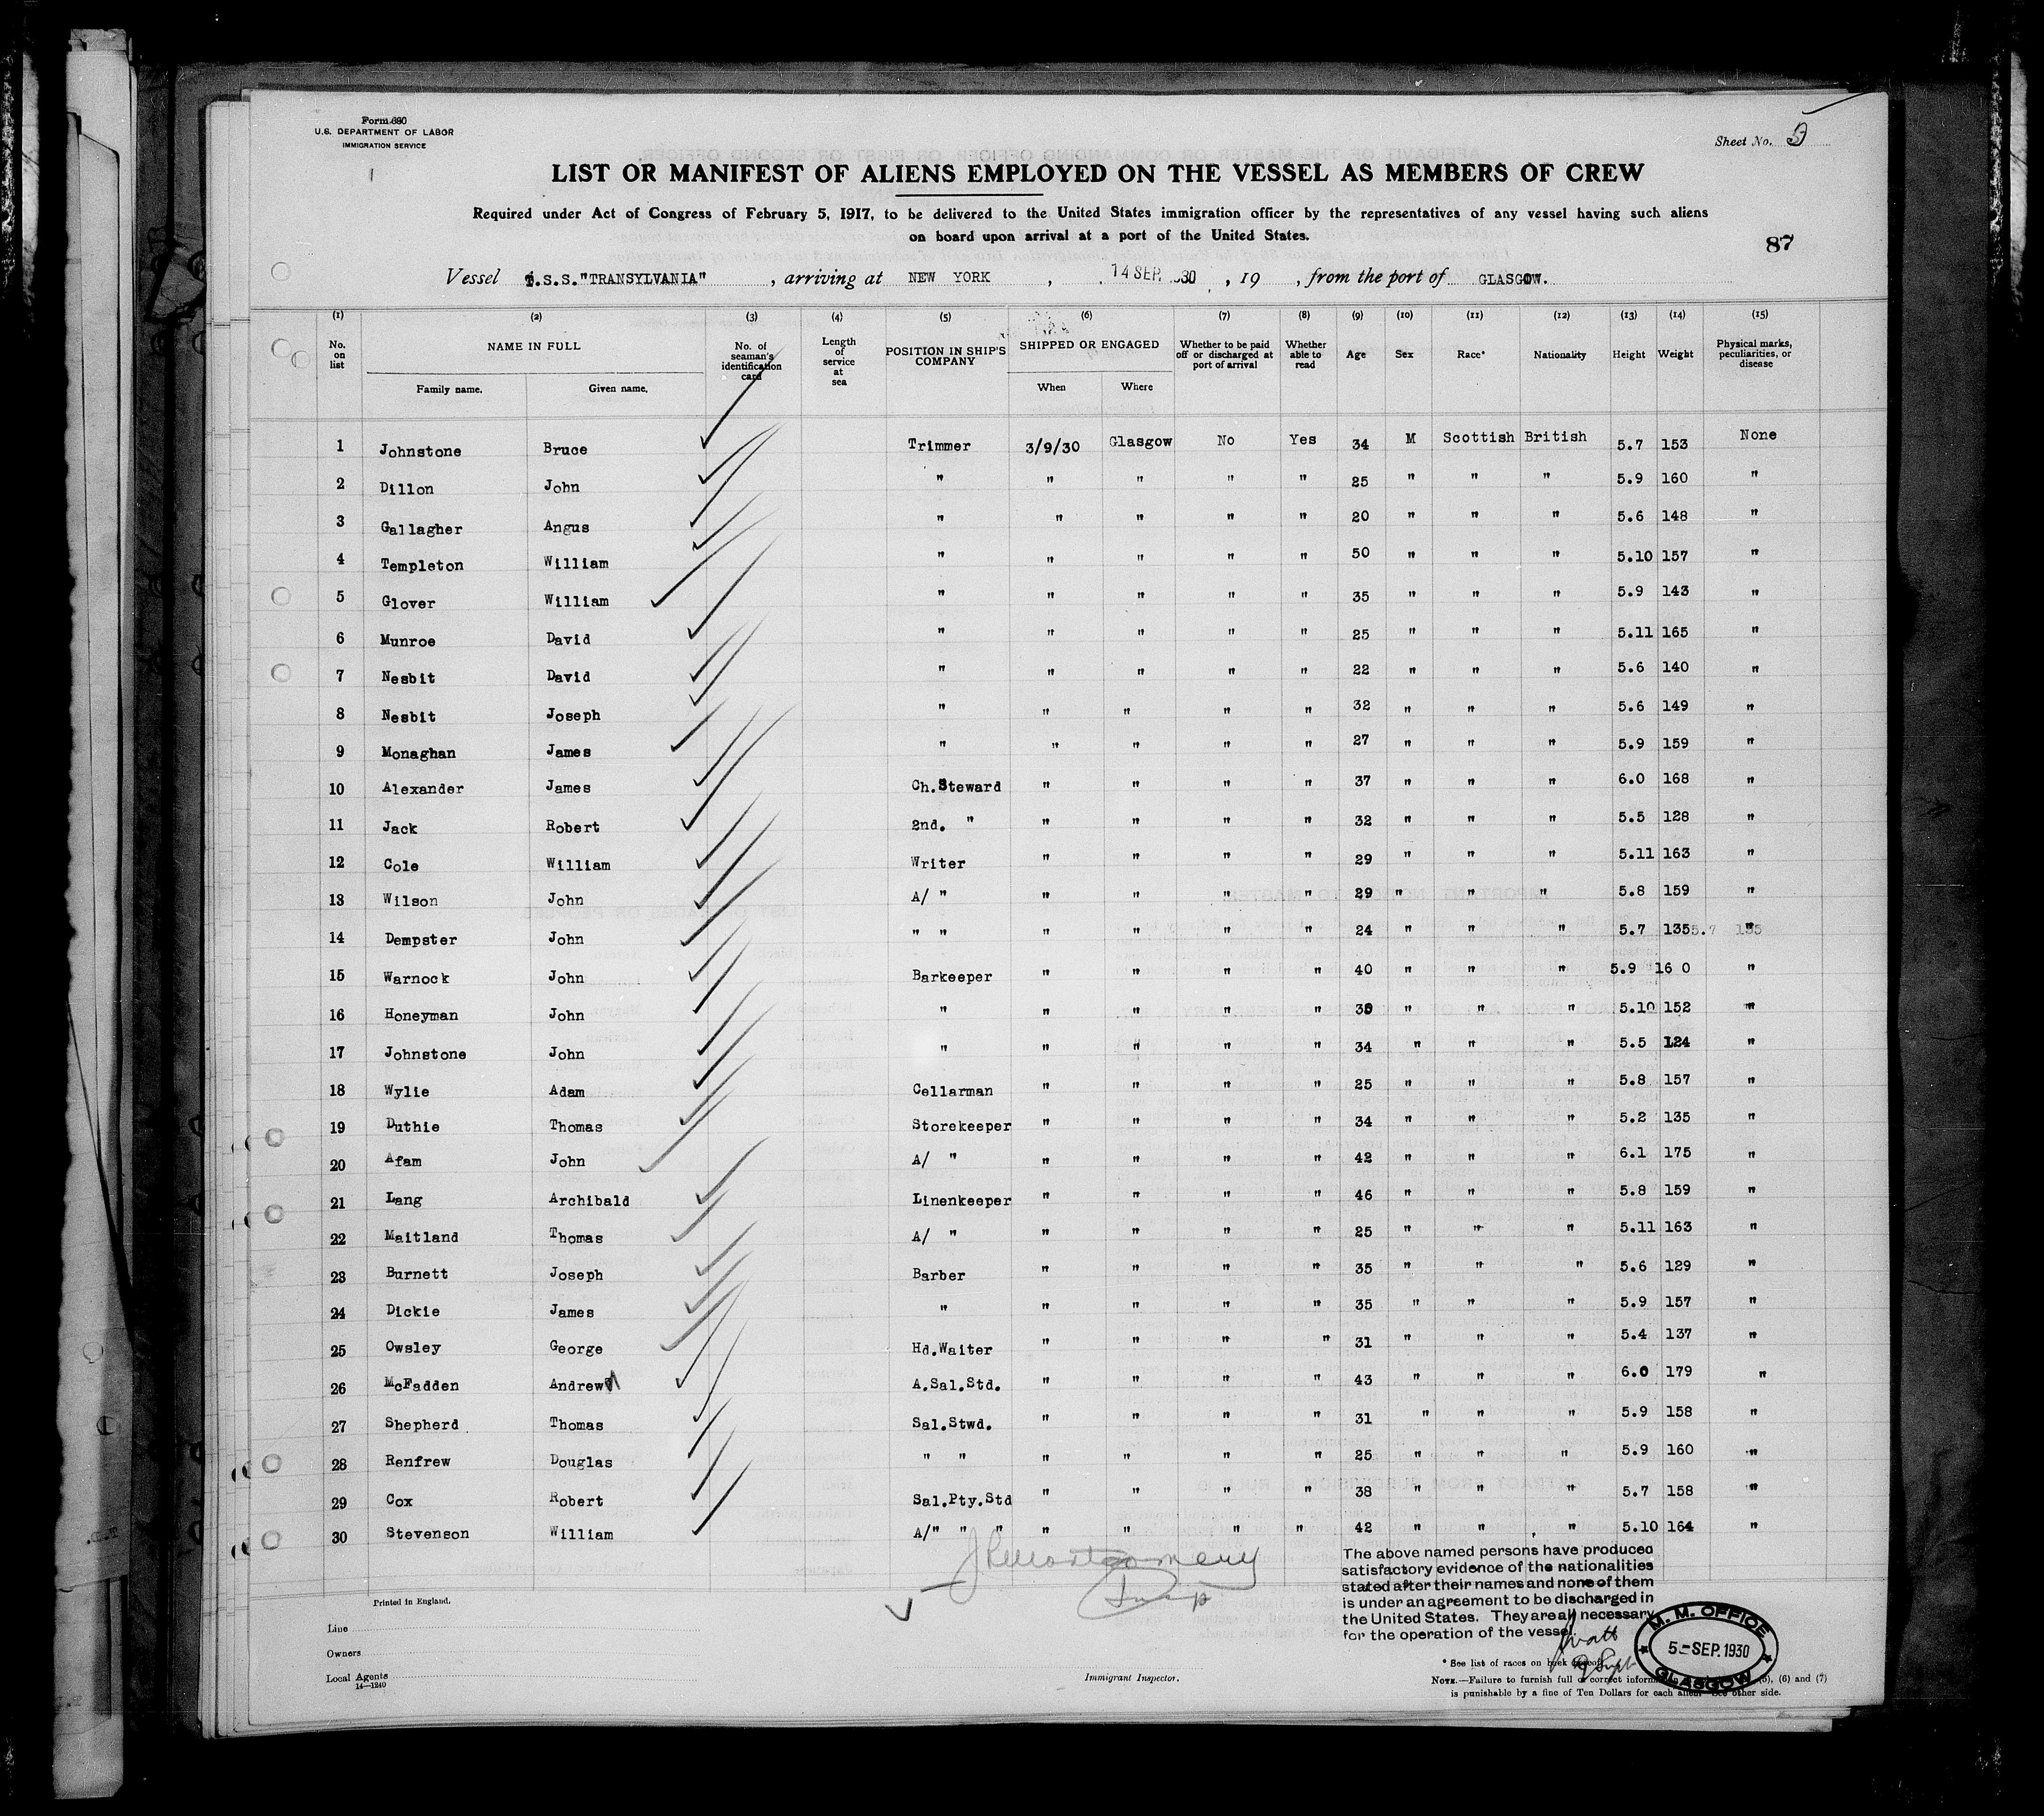 Form 680
U.S. DEPARTMENT OF LABOR
IMMIGRATION SERVICE
Sheet No.
LIST OR MANIFEST OF ALIENS EMPLOYED ON THE VESSEL AS MEMBERS OF CREW
Required under Act of Congress of February 5, 1917, to be delivered to the United States immigration officer by the representatives of any vessel having such aliens
on board upon arrival at a port of the United States.
87
Vessel T.S.S."TRANSYLVANIA" , arriving at NEW YORK , 14 SEP. 30 , 19 , from the port of GLASGOW.
(1) (2) (3) (4) (5) (6) (7) (8) (9) (10) (11) (12) (13) (14) (15)
No. on list NAME IN FULL Family name. Given name. No. of seaman's identification card Length of service at sea POSITION IN SHIP'S COMPANY SHIPPED OR ENGAGED When Where Whether to be paid off or discharged at port of arrival Whether able to read Age Sex Race* Nationality Height Weight Physical marks, peculiarities, or disease
1 Johnstone Bruce Trimmer 3/9/30 Glasgow No Yes 34 M Scottish British 5.7 153 None
2 Dillon John " " " " " 25 " " " 5.9 160 "
3 Gallagher Angus " " " " " 20 " " " 5.6 148 "
4 Templeton William " " " " " 50 " " " 5.10 157 "
5 Glover William " " " " " 35 " " " 5.9 143 "
6 Munroe David " " " " " 25 " " " 5.11 165 "
7 Nesbit David " " " " " 22 " " " 5.6 140 "
8 Nesbit Joseph " " " " " 32 " " " 5.6 149 "
9 Monaghan James " " " " " 27 " " " 5.9 159 "
10 Alexander James Ch.Steward " " " " 37 " " " 6.0 168 "
11 Jack Robert 2nd. " " " " " 32 " " " 5.5 128 "
12 Cole William Writer " " " " 29 " " " 5.11 163 "
13 Wilson John A/ " " " " " 29 " " " 5.8 159 "
14 Dempster John " " " " " " 24 " " " 5.7 135 5.7 135 "
15 Warnock John Barkeeper " " " " 40 " " " 5.9 16 0 "
16 Honeyman John " " " " " " " " 5.10 152 "
17 Johnstone John " " " " " 34 " " " 5.5 124 "
18 Wylie Adam Cellarman " " " " 25 " " " 5.8 157 "
19 Duthie Thomas Storekeeper " " " " 34 " " " 5.2 135 "
20 Afam John A/ " " " " " 42 " " " 6.1 175 "
21 Lang Archibald Linenkeeper " " " " 46 " " " 5.8 159 "
22 Maitland Thomas A/ " " " " " 25 " " " 5.11 163 "
23 Burnett Joseph Barber " " " " 35 " " " 5.6 129 "
24 Dickie James " " " " " 35 " " " 5.9 157 "
25 Owsley George Hd.Waiter " " " " 31 " " " 5.4 137 "
26 McFadden Andrew A.Sal.Std. " " " " 43 " " " 6.0 179 "
27 Shepherd Thomas Sal.Stwd. " " " " 31 " " " 5.9 158 "
28 Renfrew Douglas " " " " " " 25 " " " 5.9 160 "
29 Cox Robert Sal.Pty.Std " " " " 38 " " " 5.7 158 "
30 Stevenson William A/" " " " " " " 42 " " " 5.10 164 "
The above named persons have produced
satisfactory evidence of the nationalities
stated after their names and none of them
is under an agreement to be discharged in
the United States. They are all necessary
for the operation of the vessel.
Printed in England.
Line
Owners
Local Agents
14—1240
Immigrant Inspector.
M. M. OFFICE
5-SEP.1930
GLASGOW
* See list of races on back
NOTE.—Failure to furnish full or correct (6) and (7)
is punishable by a fine of Ten Dollars for each alien. See other side.